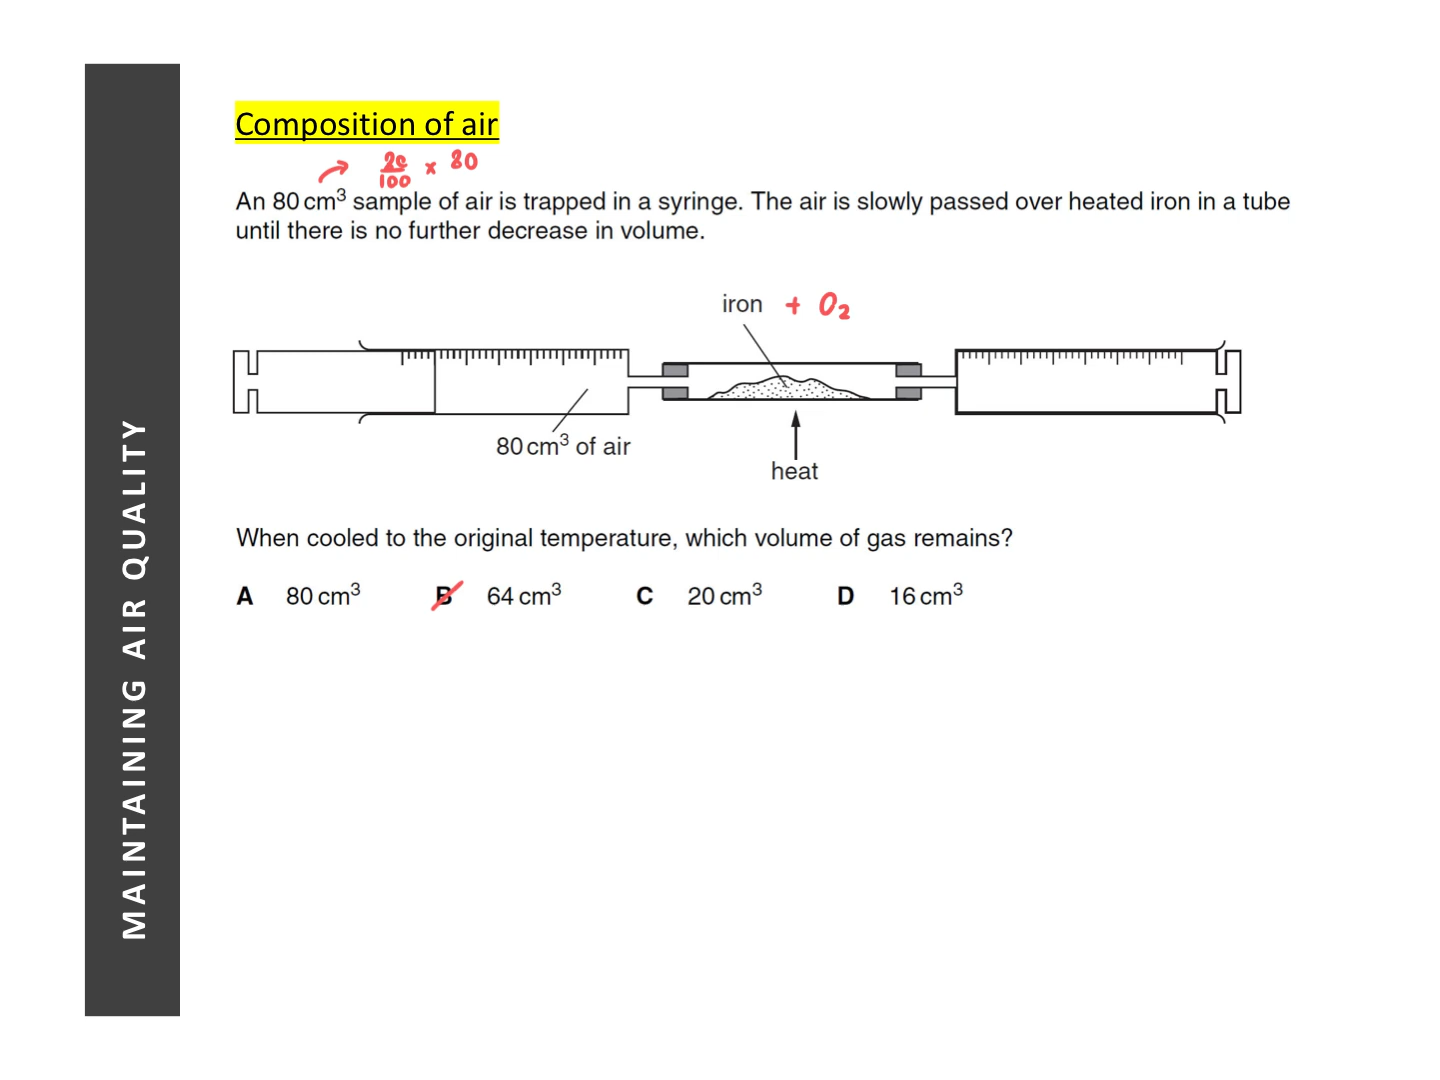 MAINTAINING AIR QUALITY
Composition of air
20/100 × 80
An 80 cm³ sample of air is trapped in a syringe. The air is slowly passed over heated iron in a tube
until there is no further decrease in volume.
iron + O₂
80 cm³ of air
heat
When cooled to the original temperature, which volume of gas remains?
A 80 cm³ B 64 cm³ C 20 cm³ D 16 cm³